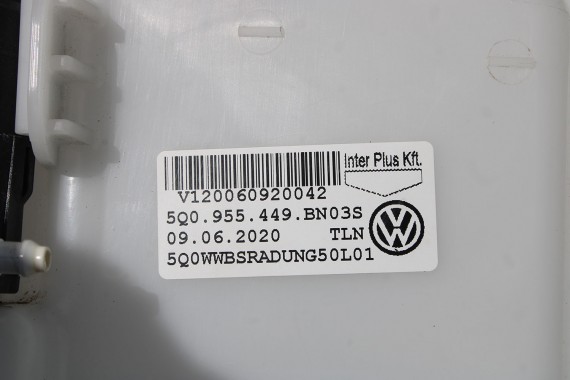 Inter Plus Kft.
V120060920042
5Q0.955.449.BN03S
09.06.2020 TLN
5Q0WWBSRADUNG50L01